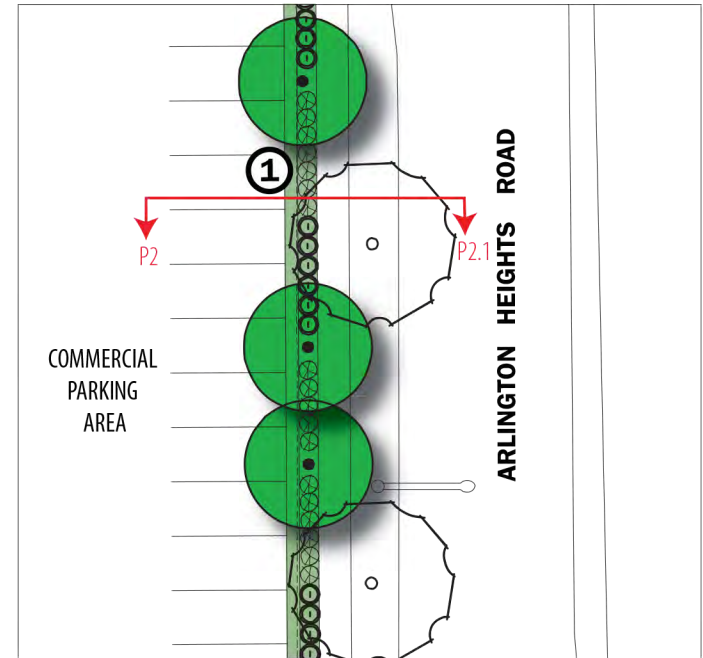 1
P2
P2.1
COMMERCIAL
PARKING
AREA
ARLINGTON HEIGHTS ROAD